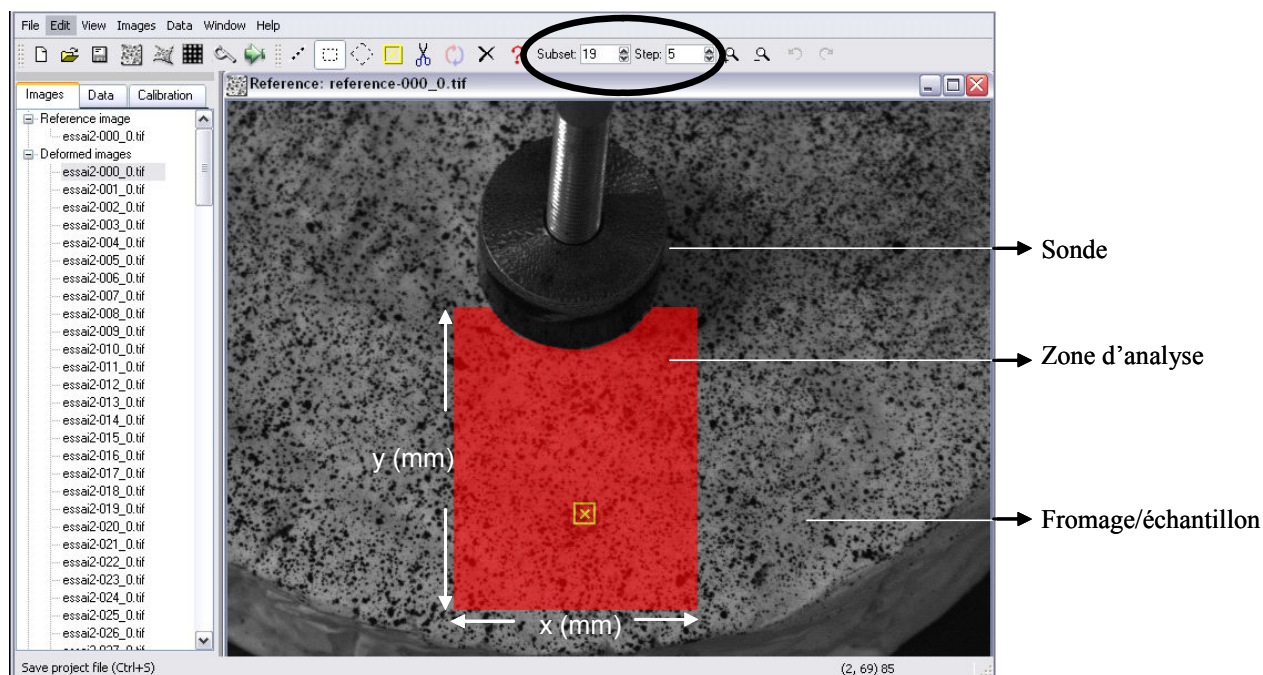 File Edit View Images Data Window Help
Subset: 19 Step: 5
Images Data Calibration
Reference: reference-000_0.tif
Reference image
essai2-000_0.tif
Deformed images
essai2-000_0.tif
essai2-001_0.tif
essai2-002_0.tif
essai2-003_0.tif
essai2-004_0.tif
essai2-005_0.tif
essai2-006_0.tif
essai2-007_0.tif
essai2-008_0.tif
essai2-009_0.tif
essai2-010_0.tif
essai2-011_0.tif
essai2-012_0.tif
essai2-013_0.tif
essai2-014_0.tif
essai2-015_0.tif
essai2-016_0.tif
essai2-017_0.tif
essai2-018_0.tif
essai2-019_0.tif
essai2-020_0.tif
essai2-021_0.tif
essai2-022_0.tif
essai2-023_0.tif
essai2-024_0.tif
essai2-025_0.tif
essai2-026_0.tif
y (mm)
x (mm)
Sonde
Zone d'analyse
Fromage/échantillon
Save project file (Ctrl+S)
(2, 69) 85